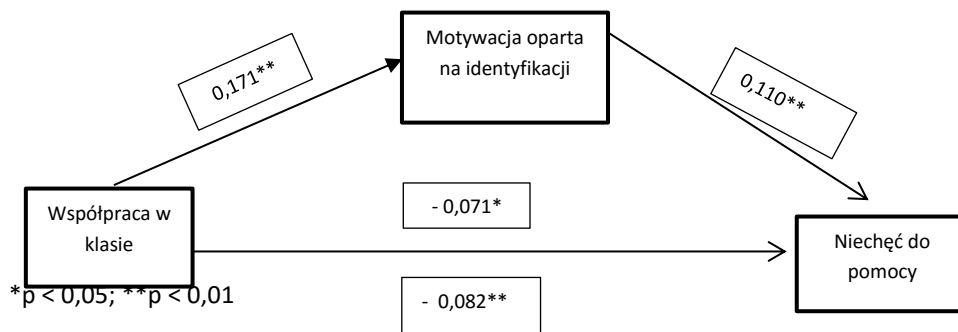 Motywacja oparta
na identyfikacji
0,171**
0,110**
Współpraca w
klasie
- 0,071*
Niechęć do
pomocy
*p < 0,05; **p < 0,01
- 0,082**